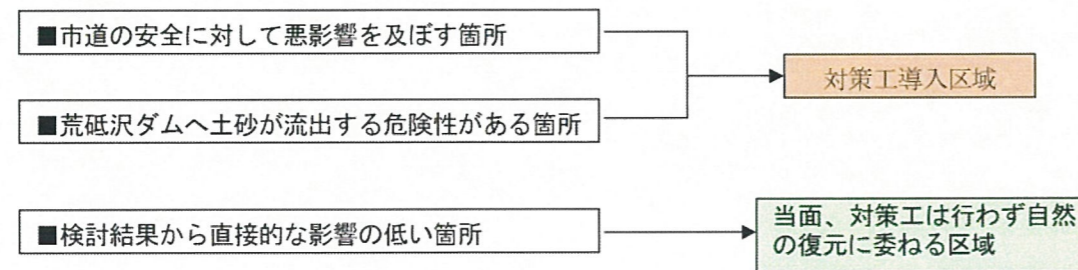 ■市道の安全に対して悪影響を及ぼす箇所
■荒砥沢ダムへ土砂が流出する危険性がある箇所
対策工導入区域
■検討結果から直接的な影響の低い箇所
当面、対策工は行わず自然
の復元に委ねる区域